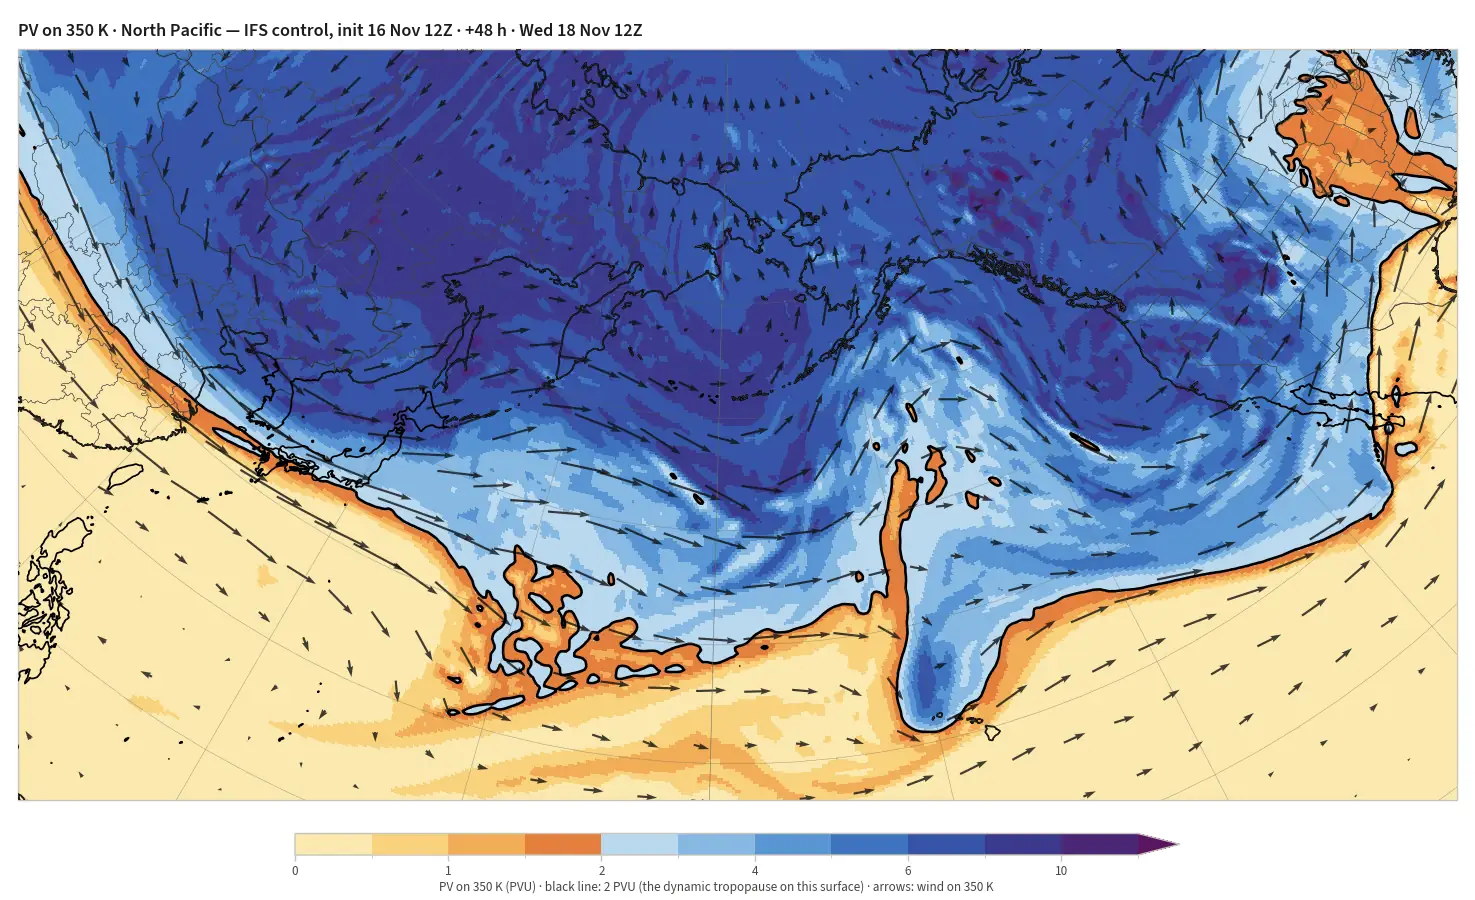 PV on 350 K · North Pacific — IFS control, init 16 Nov 12Z · +48 h · Wed 18 Nov 12Z
0 1 2 4 6 10
PV on 350 K (PVU) · black line: 2 PVU (the dynamic tropopause on this surface) · arrows: wind on 350 K